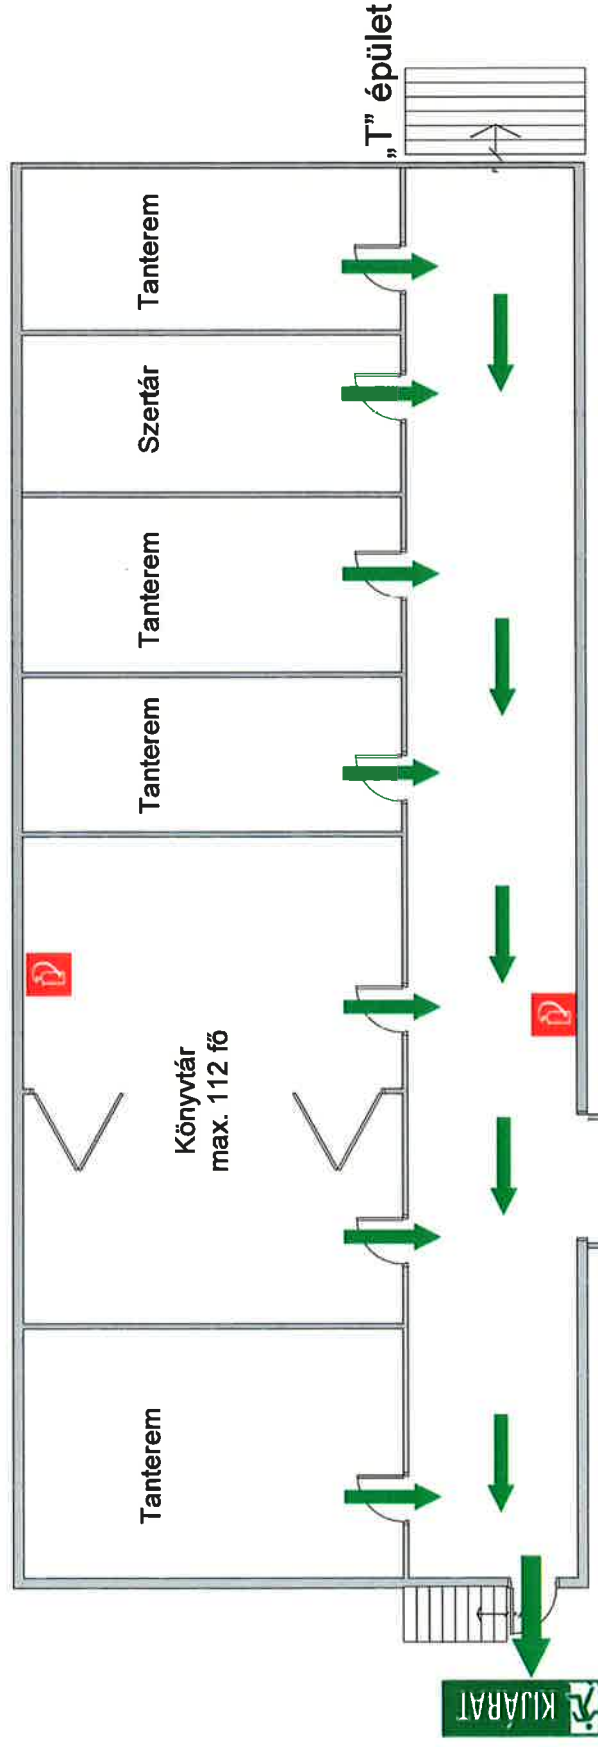 „T” épület
Tanterem
Szertár
Tanterem
Tanterem
Könyvtár
max. 112 fő
Tanterem
KIJÁRAT